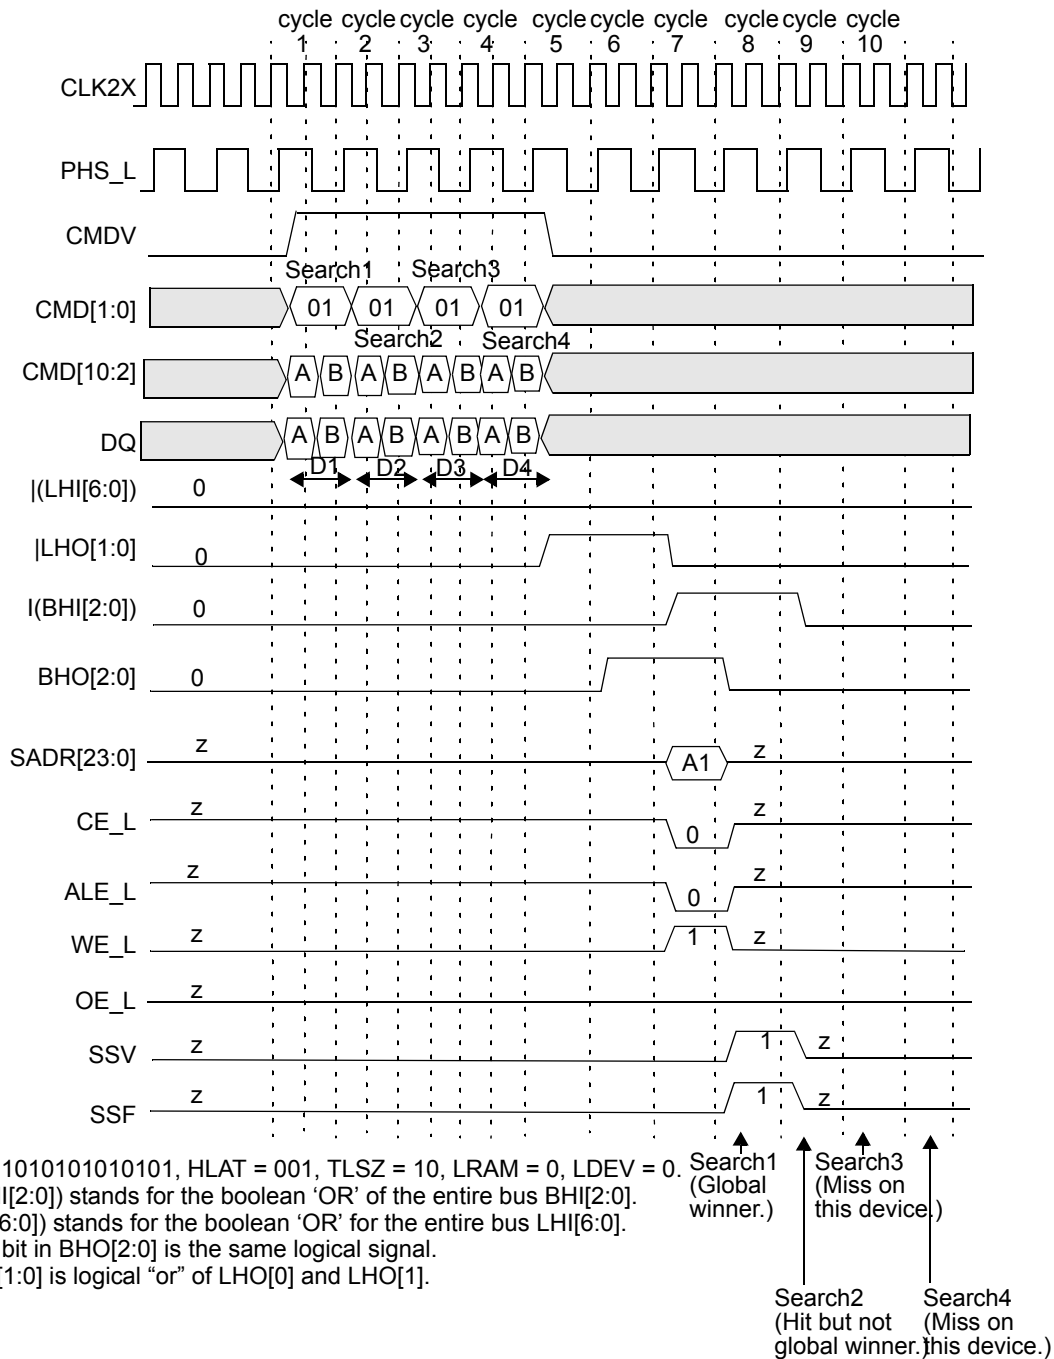 cycle cycle cycle cycle cycle cycle cycle cycle cycle cycle
1 2 3 4 5 6 7 8 9 10
CLK2X
PHS_L
CMDV
Search1 Search3
CMD[1:0] 01 01 01 01
Search2 Search4
CMD[10:2] A B A B A B A B
DQ A B A B A B A B
D1 D2 D3 D4
|(LHI[6:0]) 0
|LHO[1:0] 0
I(BHI[2:0]) 0
BHO[2:0] 0
SADR[23:0] z A1 z
CE_L z 0 z
ALE_L z 0 z
WE_L z 1 z
OE_L z
SSV z 1 z
SSF z 1 z
1010101010101, HLAT = 001, TLSZ = 10, LRAM = 0, LDEV = 0.
I[2:0]) stands for the boolean ‘OR’ of the entire bus BHI[2:0].
6:0]) stands for the boolean ‘OR’ for the entire bus LHI[6:0].
bit in BHO[2:0] is the same logical signal.
[1:0] is logical “or” of LHO[0] and LHO[1].
Search1
(Global
winner.)
Search3
(Miss on
this device.)
Search2
(Hit but not
global winner.)
Search4
(Miss on
this device.)